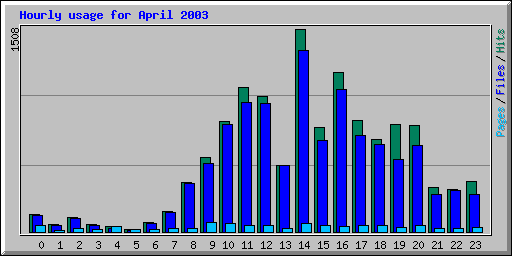 Hourly usage for April 2003
1508
Pages / Files / Hits
0 1 2 3 4 5 6 7 8 9 10 11 12 13 14 15 16 17 18 19 20 21 22 23